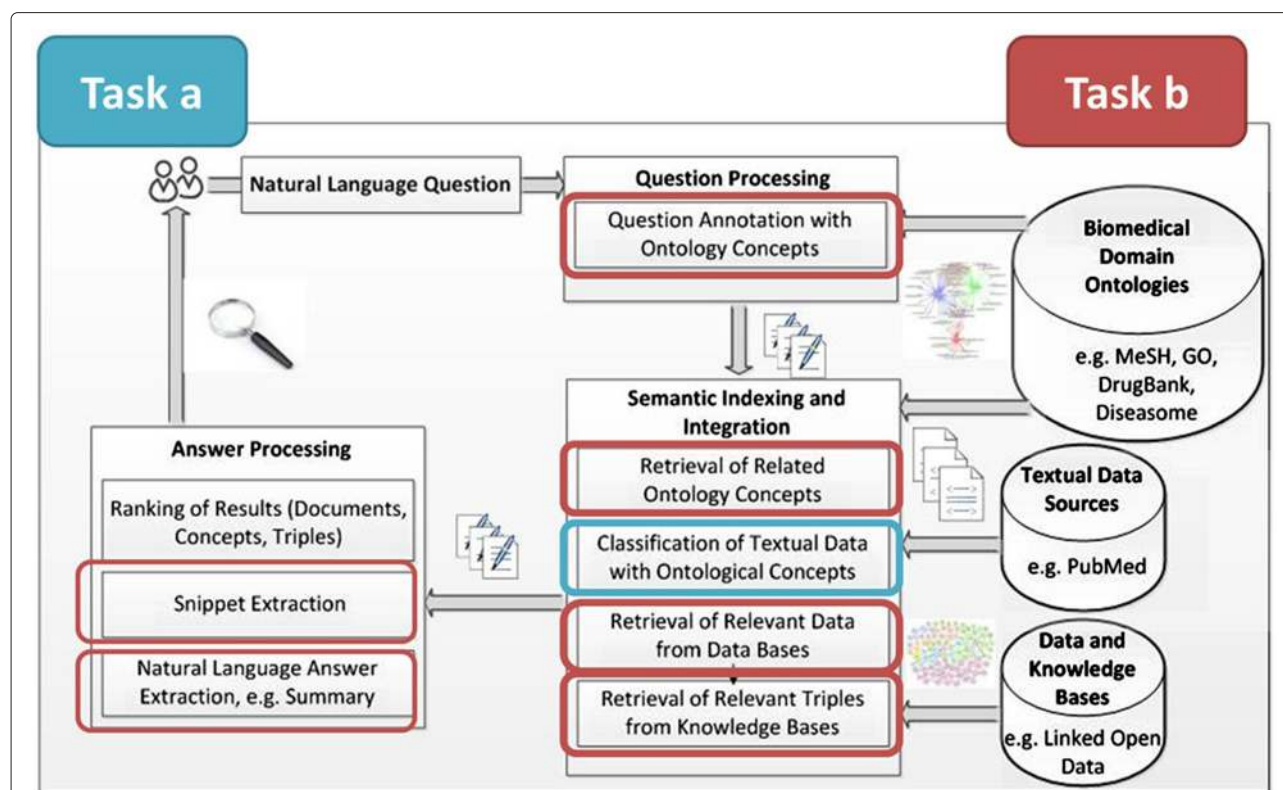 Task a
Task b
Natural Language Question
Question Processing
Question Annotation with
Ontology Concepts
Biomedical
Domain
Ontologies
e.g. MeSH, GO,
DrugBank,
Diseasome
Semantic Indexing and
Integration
Retrieval of Related
Ontology Concepts
Classification of Textual Data
with Ontological Concepts
Retrieval of Relevant Data
from Data Bases
Retrieval of Relevant Triples
from Knowledge Bases
Textual Data
Sources
e.g. PubMed
Data and
Knowledge
Bases
e.g. Linked Open
Data
Answer Processing
Ranking of Results (Documents,
Concepts, Triples)
Snippet Extraction
Natural Language Answer
Extraction, e.g. Summary